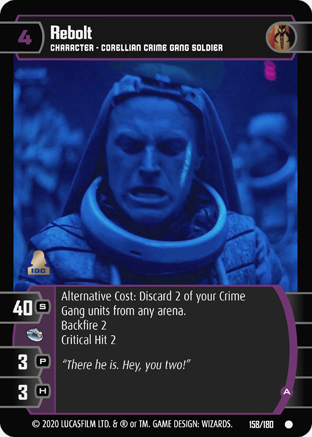 4
Rebolt
CHARACTER - CORELLIAN CRIME GANG SOLDIER
IDC
40 S
Alternative Cost: Discard 2 of your Crime
Gang units from any arena.
Backfire 2
Critical Hit 2
3 P
“There he is. Hey, you two!”
3 H
A
© 2020 LUCASFILM LTD. & ® or TM. GAME DESIGN: WIZARDS.
158/180